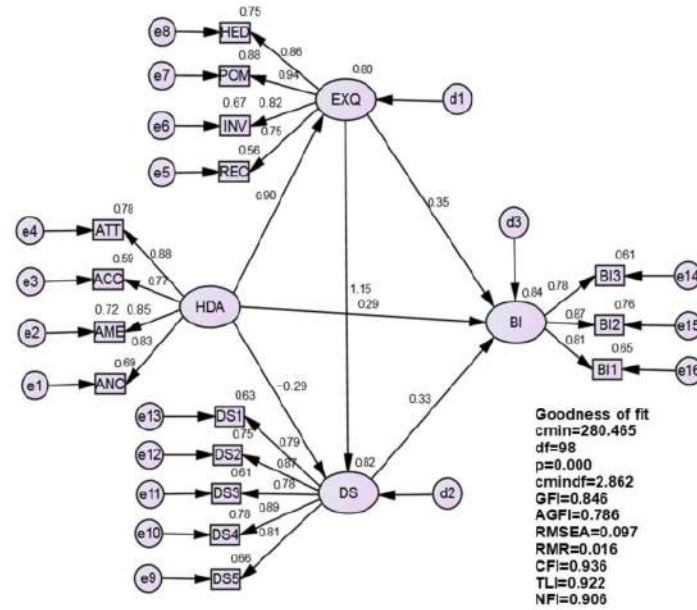 0.75
e8 HED
0.86
0.88
e7 POM
0.94
0.80
EXQ
d1
0.67
e6 INV
0.82
0.75
0.56
e5 REC
0.90
0.35
0.78
e4 ATT
0.88
0.59
e3 ACC
0.77
0.72
e2 AME
0.85
0.83
0.69
e1 ANC
HDA
1.15
0.29
d3
0.84
BI
0.61
0.78
BI3 e14
0.76
0.87
BI2 e15
0.81
0.65
BI1 e16
-0.29
0.33
0.63
e13 DS1
0.79
0.75
e12 DS2
0.87
0.61
e11 DS3
0.78
0.82
DS
d2
0.78
e10 DS4
0.89
0.81
0.66
e9 DS5
Goodness of fit
cmin=280.465
df=98
p=0.000
cmindf=2.862
GFI=0.846
AGFI=0.786
RMSEA=0.097
RMR=0.016
CFI=0.936
TLI=0.922
NFI=0.906